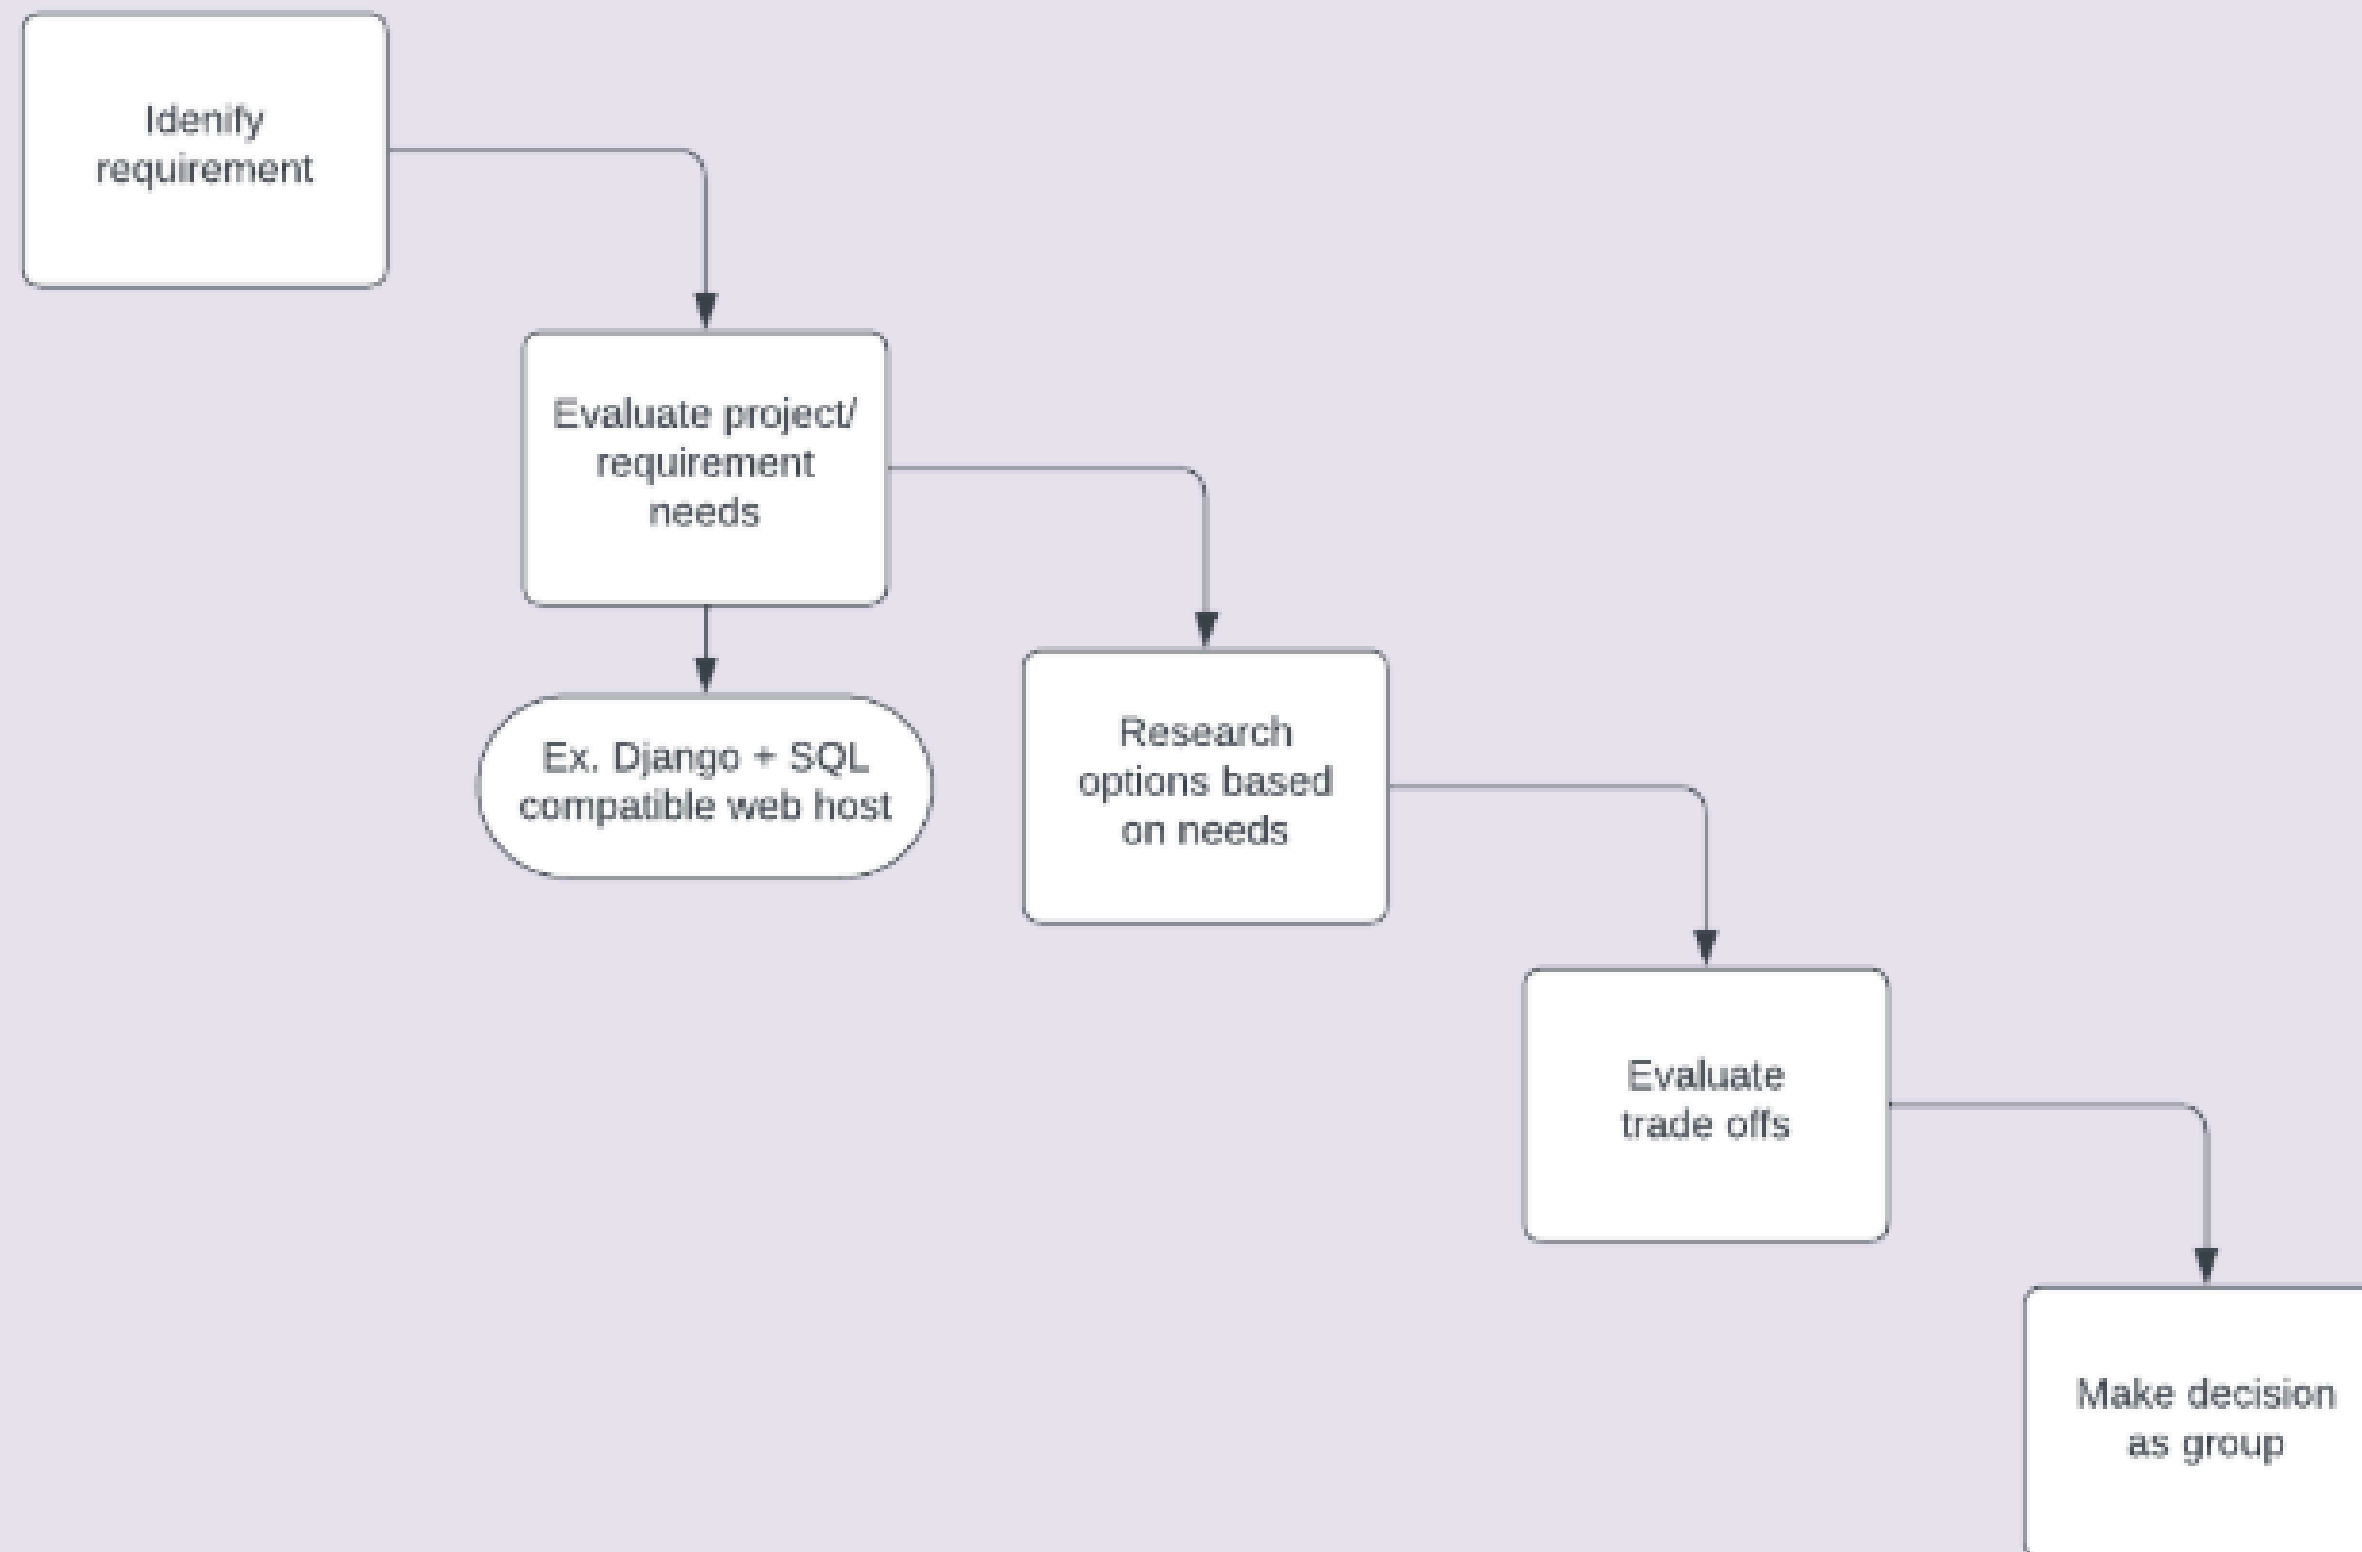 Idenify
requirement
Evaluate project/
requirement
needs
Ex. Django + SQL
compatible web host
Research
options based
on needs
Evaluate
trade offs
Make decision
as group